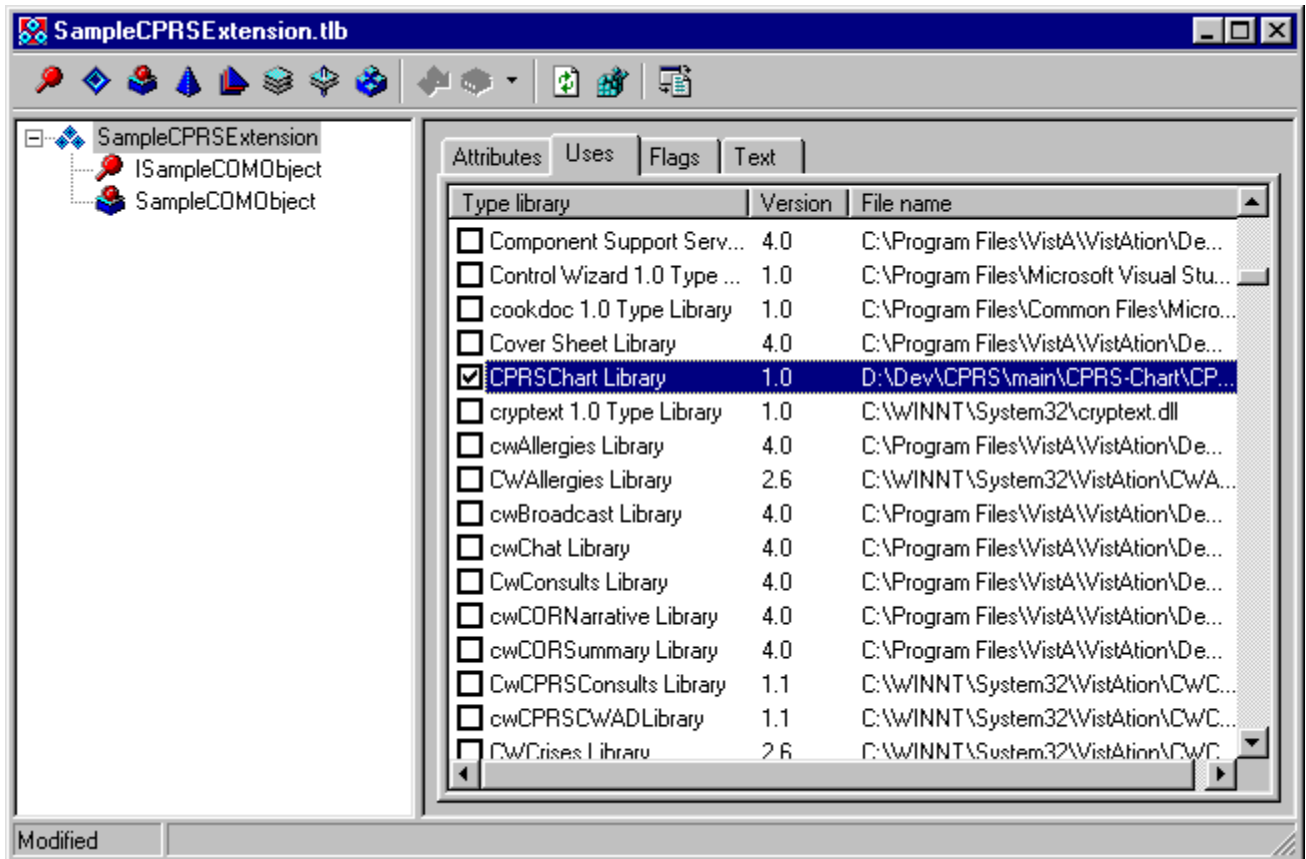 SampleCPRSExtension.tlb
SampleCPRSExtension
ISampleCOMObject
SampleCOMObject
Attributes Uses Flags Text
Type library Version File name
Component Support Serv... 4.0 C:\Program Files\VistA\VistAtion\De...
Control Wizard 1.0 Type ... 1.0 C:\Program Files\Microsoft Visual Stu...
cookdoc 1.0 Type Library 1.0 C:\Program Files\Common Files\Micro...
Cover Sheet Library 4.0 C:\Program Files\VistA\VistAtion\De...
CPRSChart Library 1.0 D:\Dev\CPRS\main\CPRS-Chart\CP...
cryptext 1.0 Type Library 1.0 C:\WINNT\System32\cryptext.dll
cwAllergies Library 4.0 C:\Program Files\VistA\VistAtion\De...
CWAllergies Library 2.6 C:\WINNT\System32\VistAtion\CWA...
cwBroadcast Library 4.0 C:\Program Files\VistA\VistAtion\De...
cwChat Library 4.0 C:\Program Files\VistA\VistAtion\De...
CwConsults Library 4.0 C:\Program Files\VistA\VistAtion\De...
cwCORNarrative Library 4.0 C:\Program Files\VistA\VistAtion\De...
cwCORSummary Library 4.0 C:\Program Files\VistA\VistAtion\De...
CwCPRSConsults Library 1.1 C:\WINNT\System32\VistAtion\CWC...
cwCPRSCWADLibrary 1.1 C:\WINNT\System32\VistAtion\CWC...
CWCrises Library 2.6 C:\WINNT\System32\VistAtion\CWC
Modified